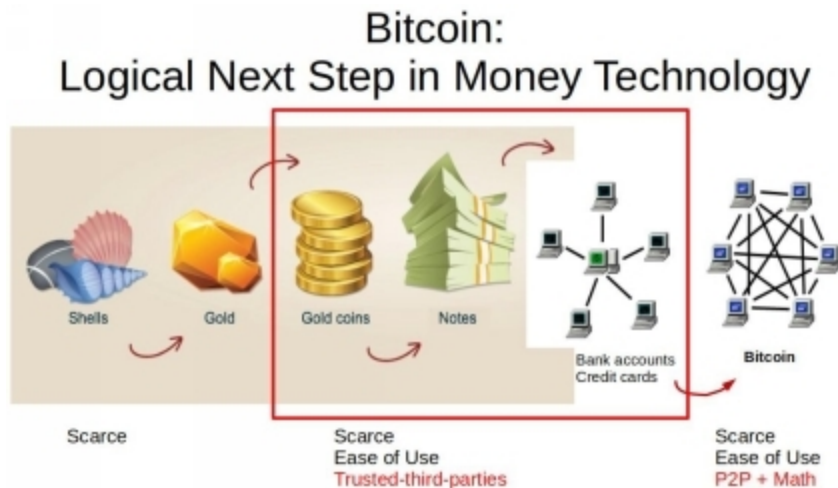 Bitcoin:
Logical Next Step in Money Technology
Shells
Gold
Gold coins
Notes
Bank accounts
Credit cards
Bitcoin
Scarce
Scarce
Ease of Use
Trusted-third-parties
Scarce
Ease of Use
P2P + Math